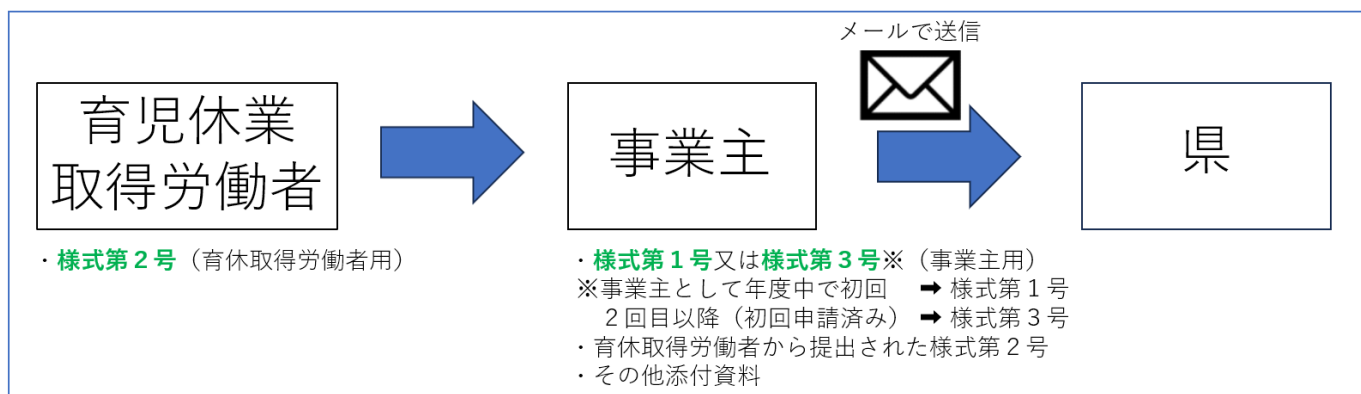 メールで送信
育児休業
取得労働者
事業主
県
・様式第２号（育休取得労働者用）
・様式第１号又は様式第３号※（事業主用）
※事業主として年度中で初回　➡ 様式第１号
２回目以降（初回申請済み）➡ 様式第３号
・育休取得労働者から提出された様式第２号
・その他添付資料